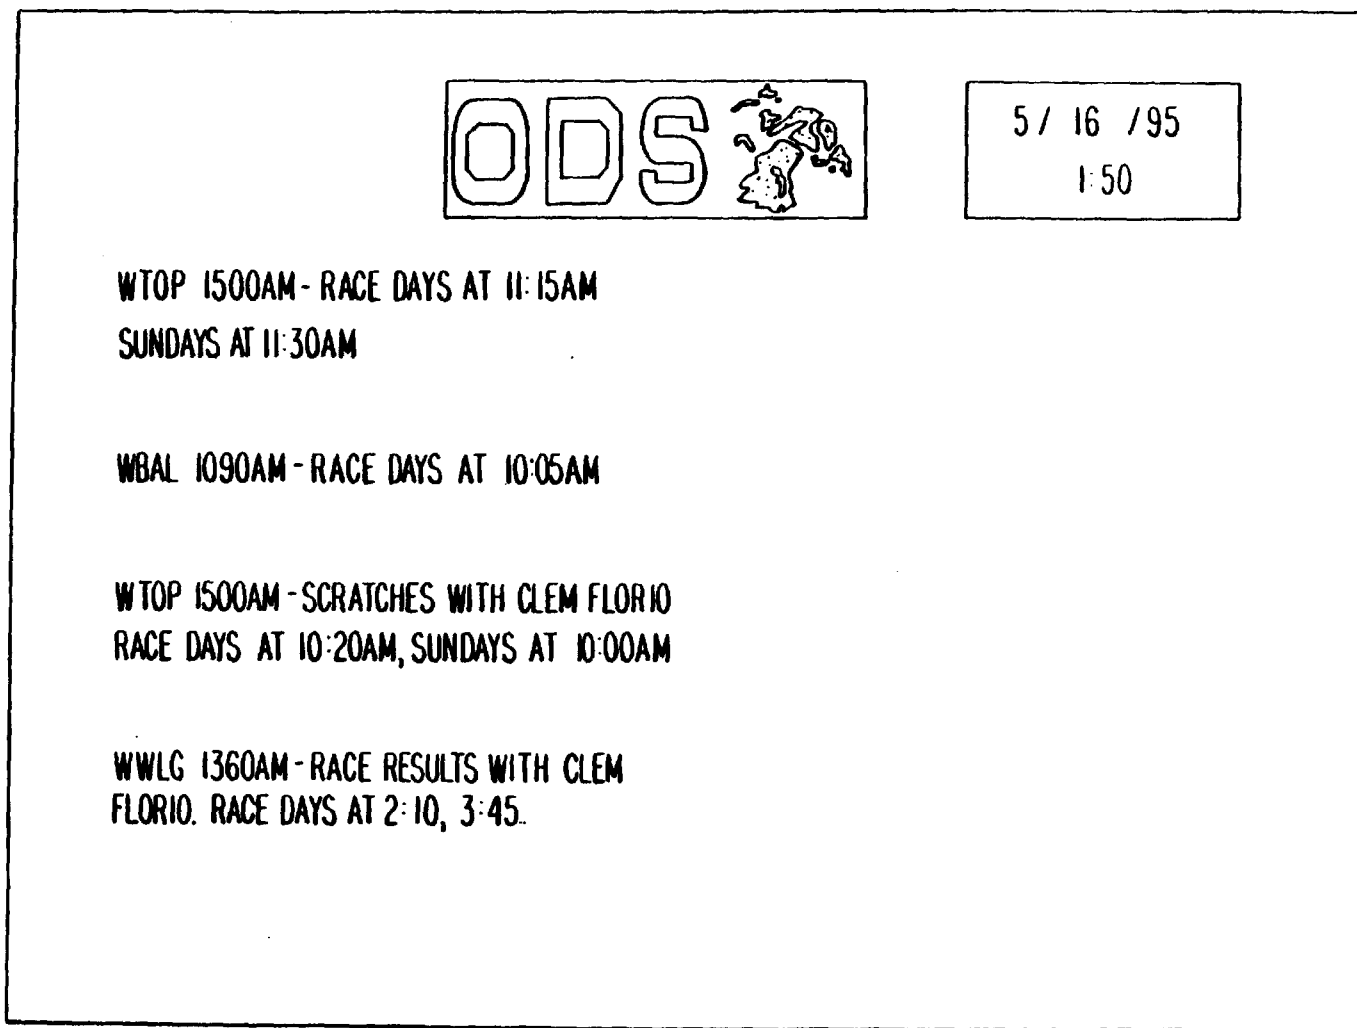 ODS
5/ 16 /95
1:50
WTOP 1500AM - RACE DAYS AT 11:15AM
SUNDAYS AT 11:30AM
WBAL 1090AM - RACE DAYS AT 10:05AM
WTOP 1500AM - SCRATCHES WITH CLEM FLORIO
RACE DAYS AT 10:20AM, SUNDAYS AT 10:00AM
WWLG 1360AM - RACE RESULTS WITH CLEM
FLORIO. RACE DAYS AT 2:10, 3:45..